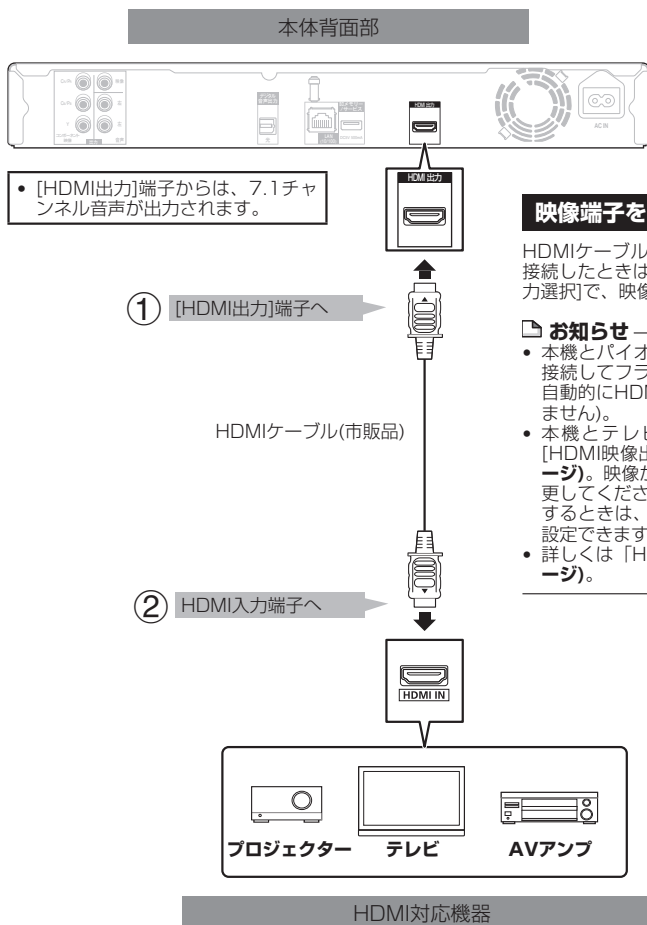 本体背面部
HDMI 出力
AC IN
• [HDMI出力]端子からは、7.1チャ
ンネル音声が出力されます。
HDMI 出力
① [HDMI出力]端子へ
HDMIケーブル(市販品)
② HDMI入力端子へ
HDMI IN
プロジェクター
テレビ
AVアンプ
HDMI対応機器
映像端子を
HDMIケーブル
接続したときは
力選択]で、映像
お知らせ
• 本機とパイオ
接続してフラ
自動的にHDM
ません)。
• 本機とテレビ
[HDMI映像出
ージ)。映像が
更してくださ
するときは、
設定できます
• 詳しくは「H
ージ)。